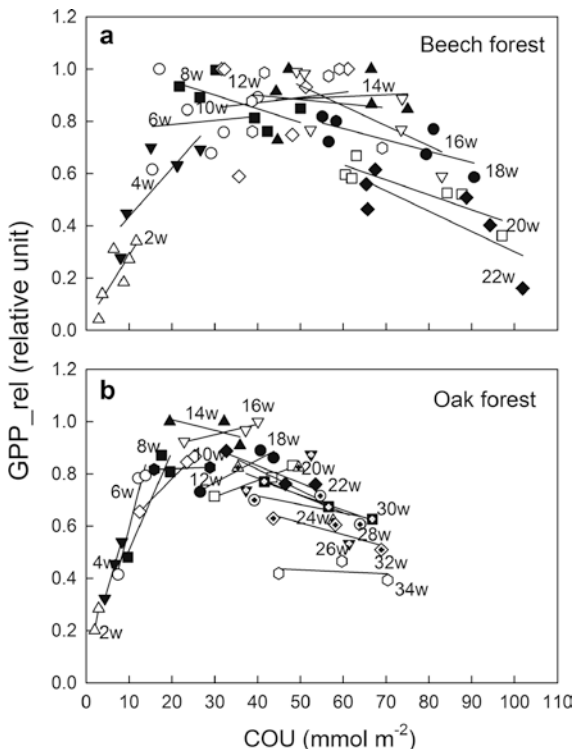 a
Beech forest
1.2
1.0
0.8
0.6
0.4
0.2
0.0
8w
12w
14w
10w
6w
16w
4w
18w
2w
20w
22w
GPP_rel (relative unit)
b
Oak forest
1.2
1.0
0.8
0.6
0.4
0.2
0.0
16w
14w
8w
18w
10w
20w
6w
12w
22w
30w
24w
28w
4w
26w
32w
34w
2w
0 10 20 30 40 50 60 70 80 90 100 110
COU (mmol m⁻²)